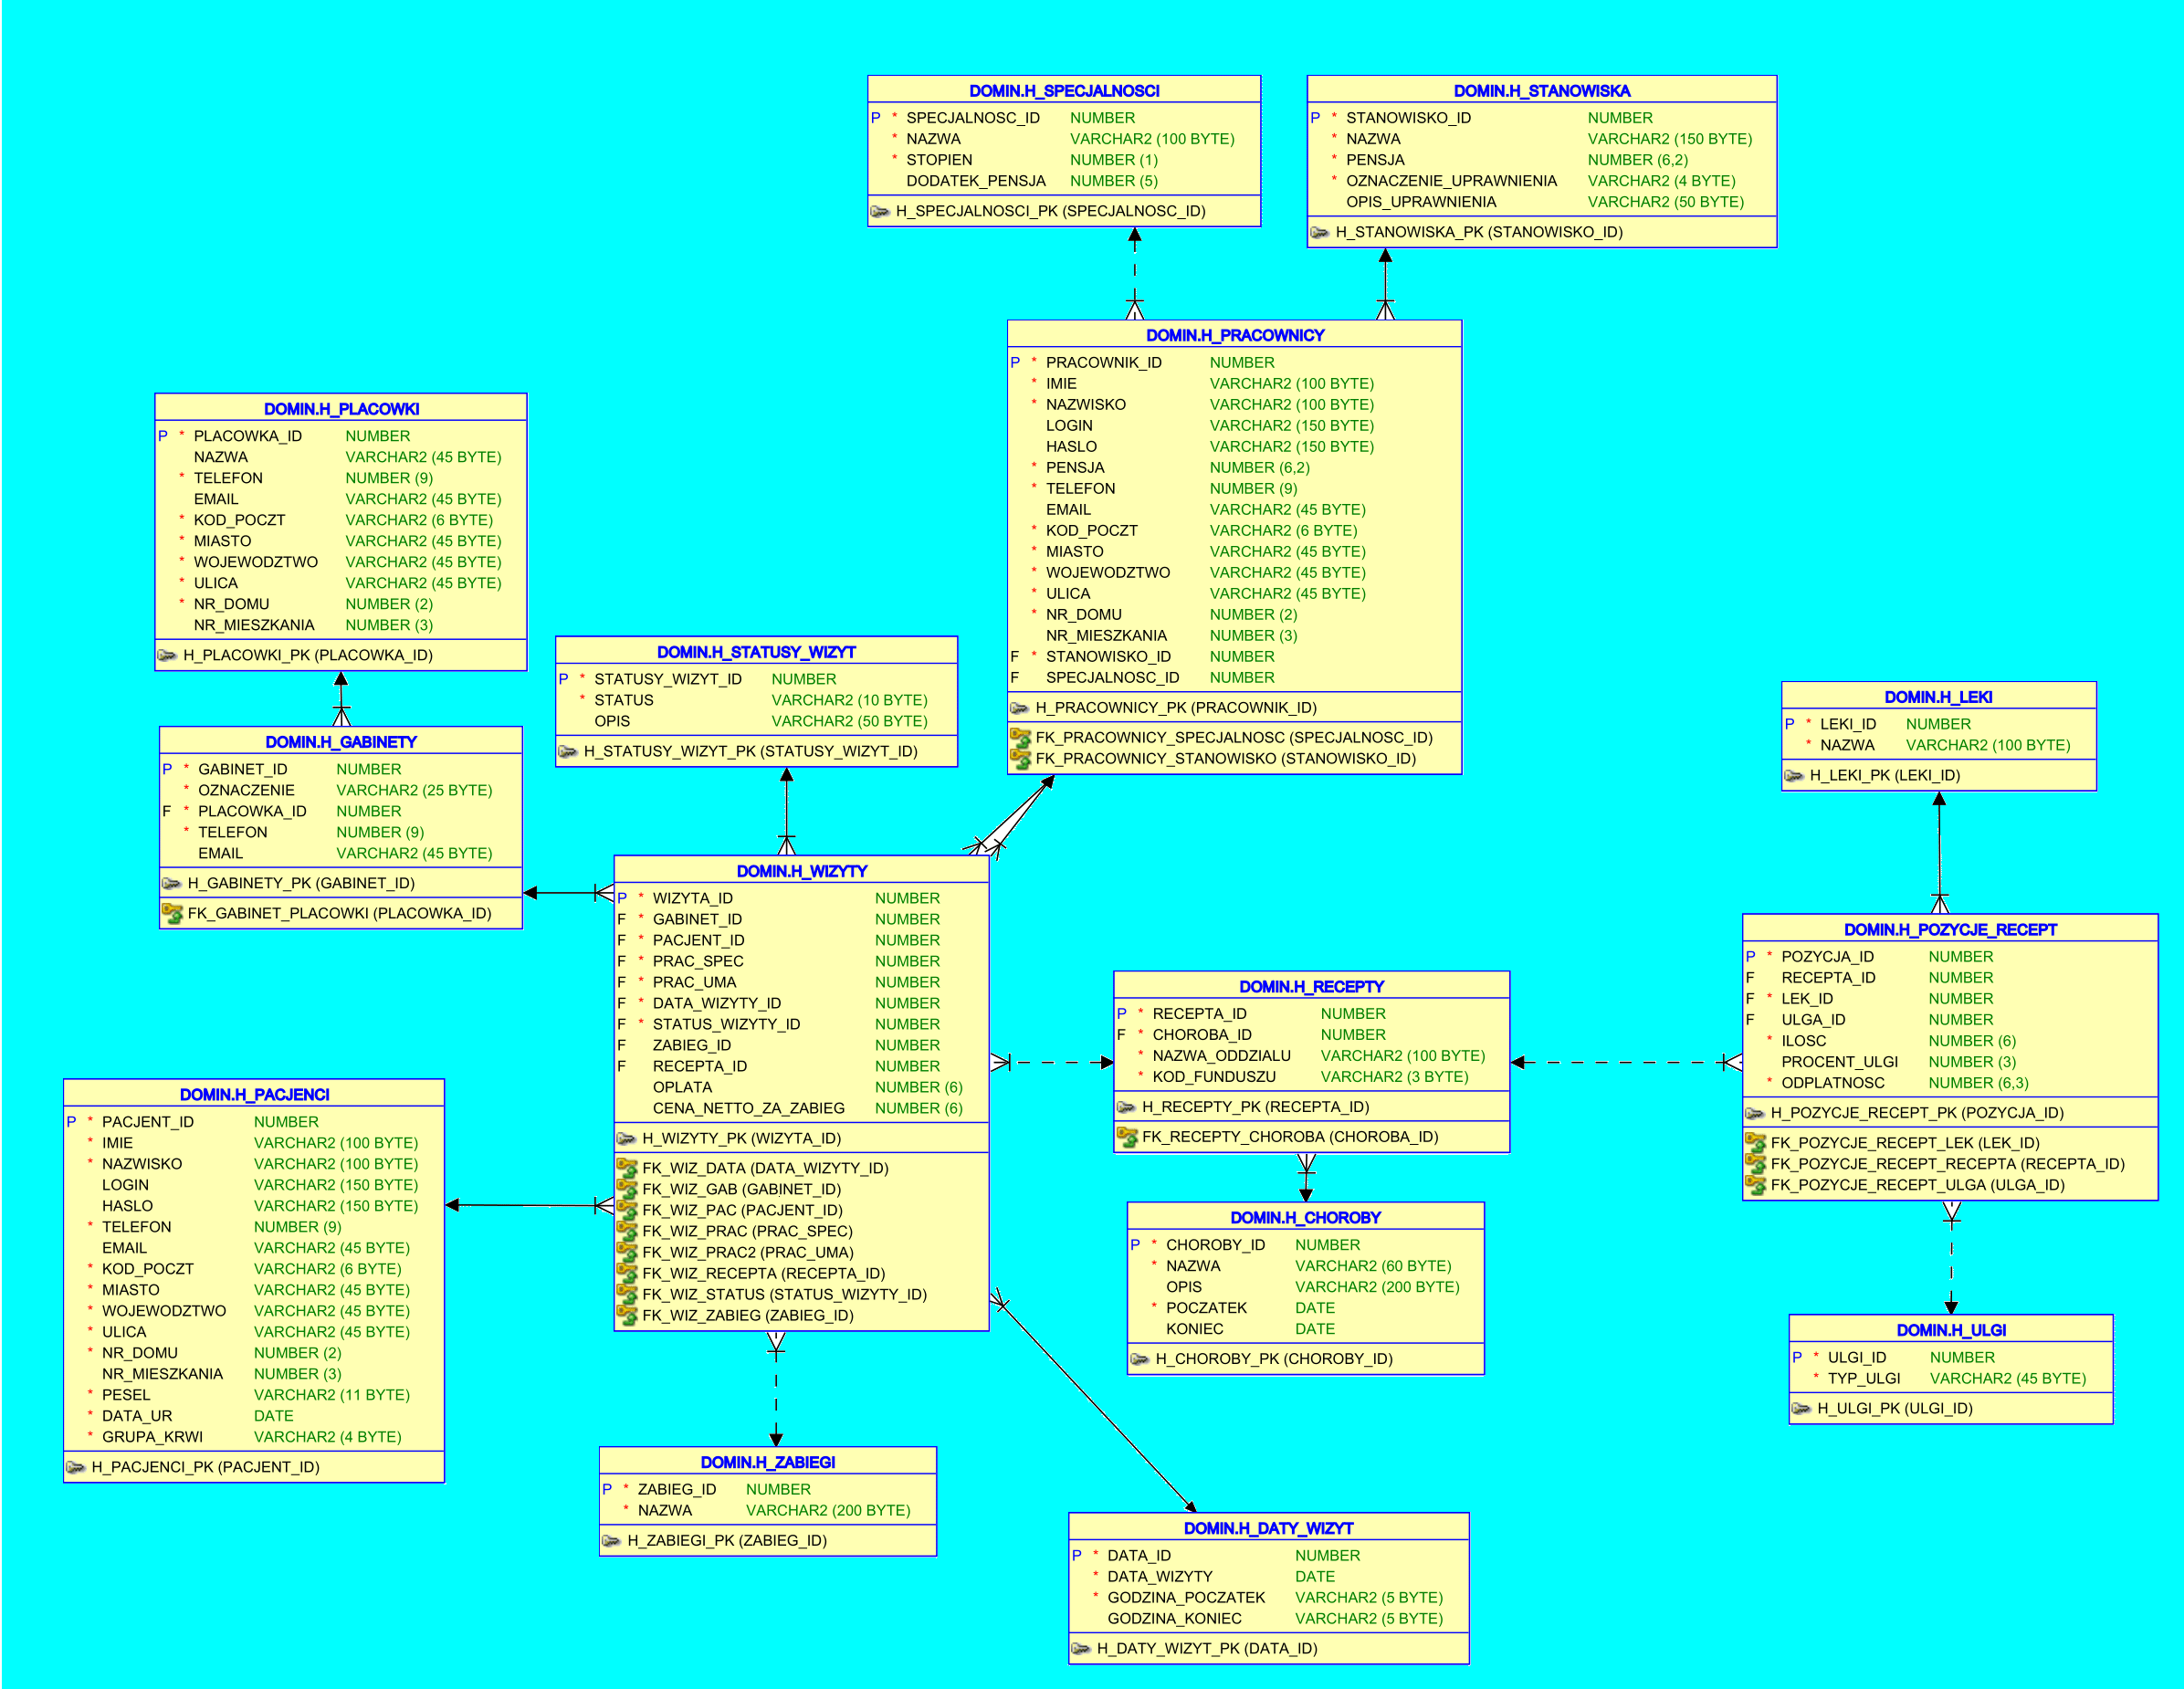 DOMIN.H_SPECJALNOSCI
P * SPECJALNOSC_ID NUMBER
* NAZWA VARCHAR2 (100 BYTE)
* STOPIEN NUMBER (1)
DODATEK_PENSJA NUMBER (5)
H_SPECJALNOSCI_PK (SPECJALNOSC_ID)
DOMIN.H_STANOWISKA
P * STANOWISKO_ID NUMBER
* NAZWA VARCHAR2 (150 BYTE)
* PENSJA NUMBER (6,2)
* OZNACZENIE_UPRAWNIENIA VARCHAR2 (4 BYTE)
OPIS_UPRAWNIENIA VARCHAR2 (50 BYTE)
H_STANOWISKA_PK (STANOWISKO_ID)
DOMIN.H_PRACOWNICY
P * PRACOWNIK_ID NUMBER
* IMIE VARCHAR2 (100 BYTE)
* NAZWISKO VARCHAR2 (100 BYTE)
LOGIN VARCHAR2 (150 BYTE)
HASLO VARCHAR2 (150 BYTE)
* PENSJA NUMBER (6,2)
* TELEFON NUMBER (9)
EMAIL VARCHAR2 (45 BYTE)
* KOD_POCZT VARCHAR2 (6 BYTE)
* MIASTO VARCHAR2 (45 BYTE)
* WOJEWODZTWO VARCHAR2 (45 BYTE)
* ULICA VARCHAR2 (45 BYTE)
* NR_DOMU NUMBER (2)
NR_MIESZKANIA NUMBER (3)
F * STANOWISKO_ID NUMBER
F SPECJALNOSC_ID NUMBER
H_PRACOWNICY_PK (PRACOWNIK_ID)
FK_PRACOWNICY_SPECJALNOSC (SPECJALNOSC_ID)
FK_PRACOWNICY_STANOWISKO (STANOWISKO_ID)
DOMIN.H_PLACOWKI
P * PLACOWKA_ID NUMBER
NAZWA VARCHAR2 (45 BYTE)
* TELEFON NUMBER (9)
EMAIL VARCHAR2 (45 BYTE)
* KOD_POCZT VARCHAR2 (6 BYTE)
* MIASTO VARCHAR2 (45 BYTE)
* WOJEWODZTWO VARCHAR2 (45 BYTE)
* ULICA VARCHAR2 (45 BYTE)
* NR_DOMU NUMBER (2)
NR_MIESZKANIA NUMBER (3)
H_PLACOWKI_PK (PLACOWKA_ID)
DOMIN.H_STATUSY_WIZYT
P * STATUSY_WIZYT_ID NUMBER
* STATUS VARCHAR2 (10 BYTE)
OPIS VARCHAR2 (50 BYTE)
H_STATUSY_WIZYT_PK (STATUSY_WIZYT_ID)
DOMIN.H_GABINETY
P * GABINET_ID NUMBER
* OZNACZENIE VARCHAR2 (25 BYTE)
F * PLACOWKA_ID NUMBER
* TELEFON NUMBER (9)
EMAIL VARCHAR2 (45 BYTE)
H_GABINETY_PK (GABINET_ID)
FK_GABINET_PLACOWKI (PLACOWKA_ID)
DOMIN.H_LEKI
P * LEKI_ID NUMBER
* NAZWA VARCHAR2 (100 BYTE)
H_LEKI_PK (LEKI_ID)
DOMIN.H_WIZYTY
P * WIZYTA_ID NUMBER
F * GABINET_ID NUMBER
F * PACJENT_ID NUMBER
F * PRAC_SPEC NUMBER
F * PRAC_UMA NUMBER
F * DATA_WIZYTY_ID NUMBER
F * STATUS_WIZYTY_ID NUMBER
F ZABIEG_ID NUMBER
F RECEPTA_ID NUMBER
OPLATA NUMBER (6)
CENA_NETTO_ZA_ZABIEG NUMBER (6)
H_WIZYTY_PK (WIZYTA_ID)
FK_WIZ_DATA (DATA_WIZYTY_ID)
FK_WIZ_GAB (GABINET_ID)
FK_WIZ_PAC (PACJENT_ID)
FK_WIZ_PRAC (PRAC_SPEC)
FK_WIZ_PRAC2 (PRAC_UMA)
FK_WIZ_RECEPTA (RECEPTA_ID)
FK_WIZ_STATUS (STATUS_WIZYTY_ID)
FK_WIZ_ZABIEG (ZABIEG_ID)
DOMIN.H_RECEPTY
P * RECEPTA_ID NUMBER
F * CHOROBA_ID NUMBER
* NAZWA_ODDZIALU VARCHAR2 (100 BYTE)
* KOD_FUNDUSZU VARCHAR2 (3 BYTE)
H_RECEPTY_PK (RECEPTA_ID)
FK_RECEPTY_CHOROBA (CHOROBA_ID)
DOMIN.H_POZYCJE_RECEPT
P * POZYCJA_ID NUMBER
F RECEPTA_ID NUMBER
F * LEK_ID NUMBER
F ULGA_ID NUMBER
* ILOSC NUMBER (6)
PROCENT_ULGI NUMBER (3)
* ODPLATNOSC NUMBER (6,3)
H_POZYCJE_RECEPT_PK (POZYCJA_ID)
FK_POZYCJE_RECEPT_LEK (LEK_ID)
FK_POZYCJE_RECEPT_RECEPTA (RECEPTA_ID)
FK_POZYCJE_RECEPT_ULGA (ULGA_ID)
DOMIN.H_PACJENCI
P * PACJENT_ID NUMBER
* IMIE VARCHAR2 (100 BYTE)
* NAZWISKO VARCHAR2 (100 BYTE)
LOGIN VARCHAR2 (150 BYTE)
HASLO VARCHAR2 (150 BYTE)
* TELEFON NUMBER (9)
EMAIL VARCHAR2 (45 BYTE)
* KOD_POCZT VARCHAR2 (6 BYTE)
* MIASTO VARCHAR2 (45 BYTE)
* WOJEWODZTWO VARCHAR2 (45 BYTE)
* ULICA VARCHAR2 (45 BYTE)
* NR_DOMU NUMBER (2)
NR_MIESZKANIA NUMBER (3)
* PESEL VARCHAR2 (11 BYTE)
* DATA_UR DATE
* GRUPA_KRWI VARCHAR2 (4 BYTE)
H_PACJENCI_PK (PACJENT_ID)
DOMIN.H_CHOROBY
P * CHOROBY_ID NUMBER
* NAZWA VARCHAR2 (60 BYTE)
OPIS VARCHAR2 (200 BYTE)
* POCZATEK DATE
KONIEC DATE
H_CHOROBY_PK (CHOROBY_ID)
DOMIN.H_ULGI
P * ULGI_ID NUMBER
* TYP_ULGI VARCHAR2 (45 BYTE)
H_ULGI_PK (ULGI_ID)
DOMIN.H_ZABIEGI
P * ZABIEG_ID NUMBER
* NAZWA VARCHAR2 (200 BYTE)
H_ZABIEGI_PK (ZABIEG_ID)
DOMIN.H_DATY_WIZYT
P * DATA_ID NUMBER
* DATA_WIZYTY DATE
* GODZINA_POCZATEK VARCHAR2 (5 BYTE)
GODZINA_KONIEC VARCHAR2 (5 BYTE)
H_DATY_WIZYT_PK (DATA_ID)